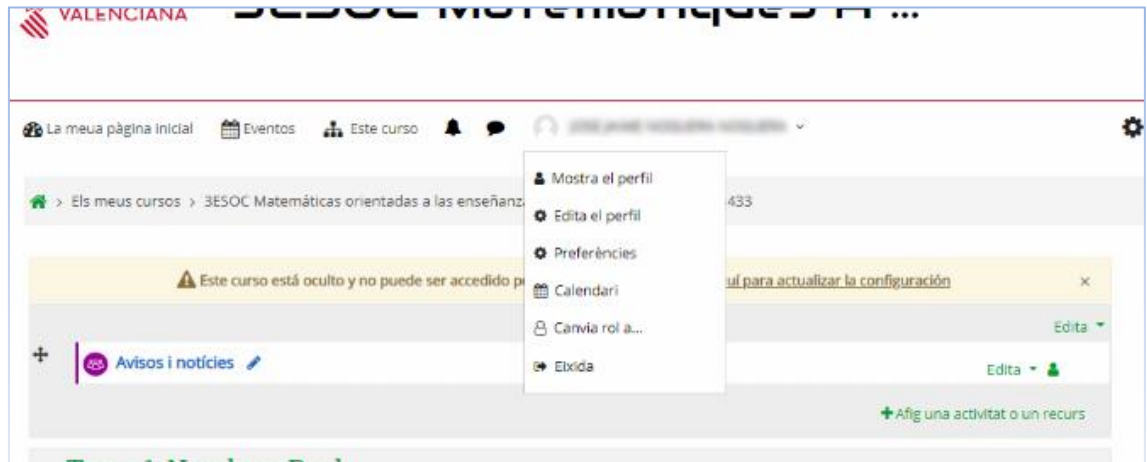 VALENCIANA
3ESOC Matemàtiques A ...
La meua pàgina inicial Eventos Este curso
Mostra el perfil
Edita el perfil
Preferències
Calendari
Canvia rol a...
Eixida
> Els meus cursos > 3ESOC Matemáticas orientadas a las 433
Este curso está oculto y no puede ser accedido para actualizar la configuración ×
Edita
Avisos i notícies
Edita
+ Afig una activitat o un recurs